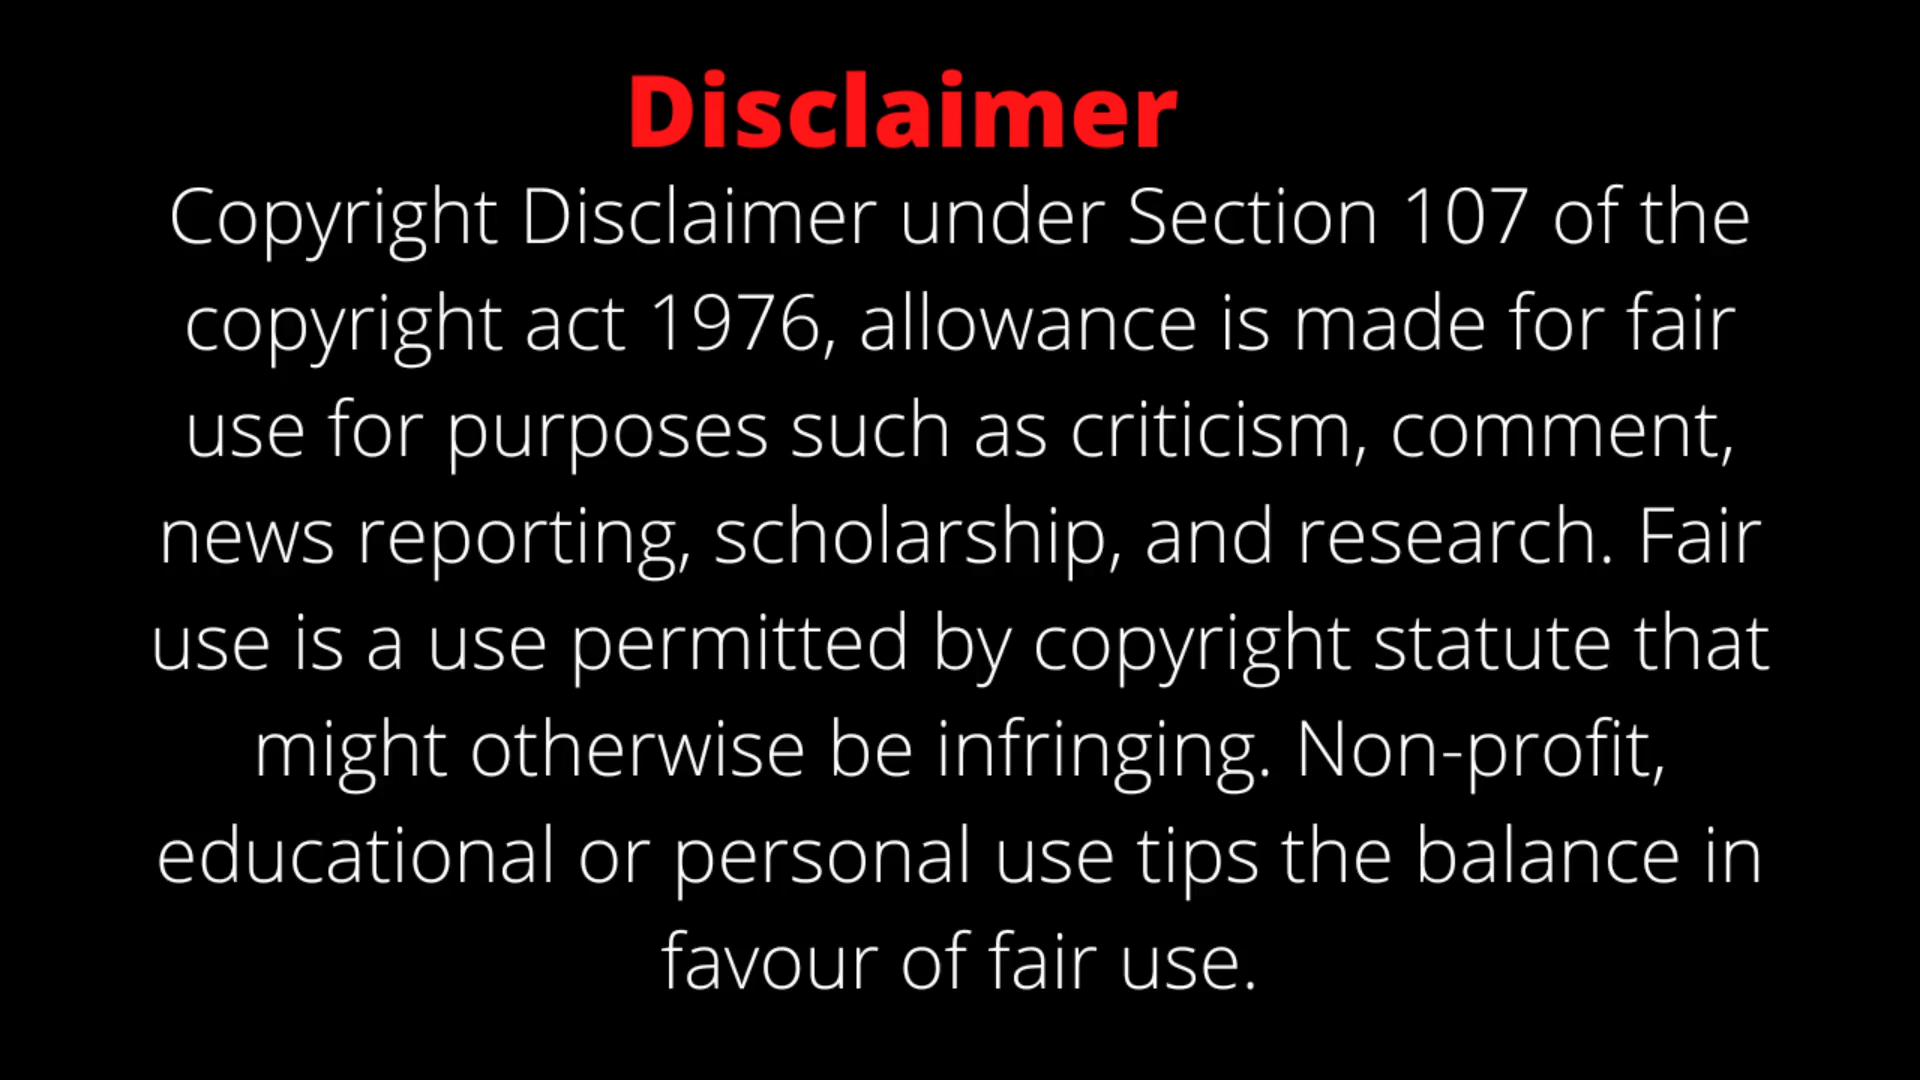 Disclaimer
Copyright Disclaimer under Section 107 of the
copyright act 1976, allowance is made for fair
use for purposes such as criticism, comment,
news reporting, scholarship, and research. Fair
use is a use permitted by copyright statute that
might otherwise be infringing. Non-profit,
educational or personal use tips the balance in
favour of fair use.